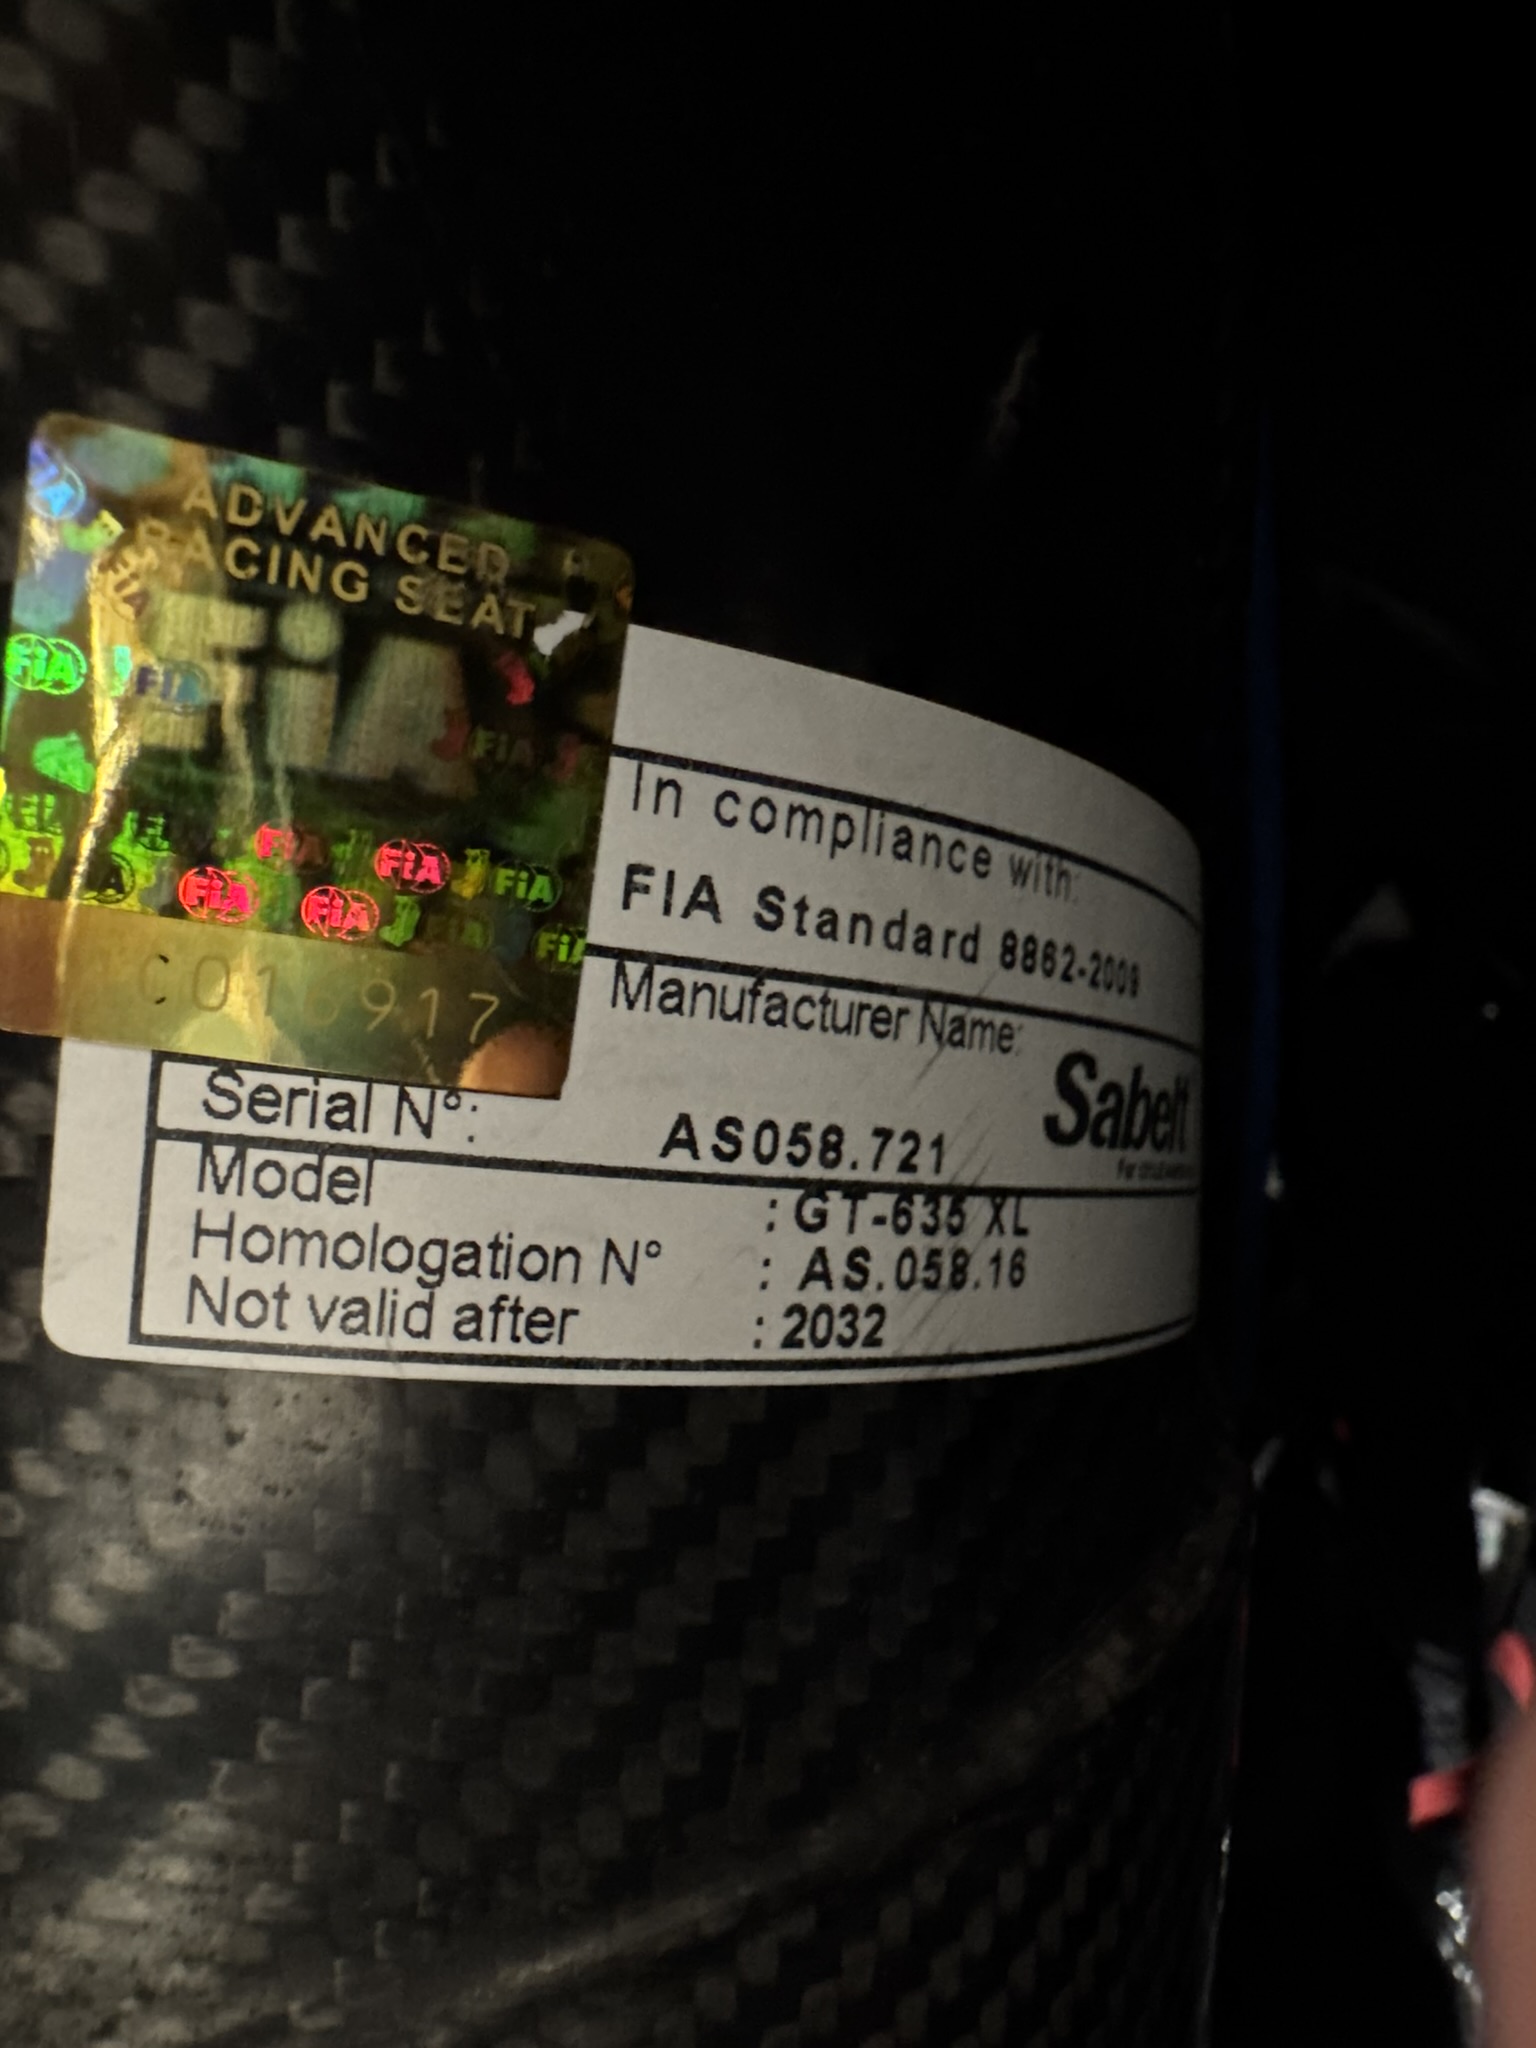 ADVANCED
RACING SEAT
FiA
In compliance with:
FIA Standard 8862-2009
Manufacturer Name:
Sabelt
Serial N°: AS058.721
Model : GT-635 XL
Homologation N° : AS.058.16
Not valid after : 2032